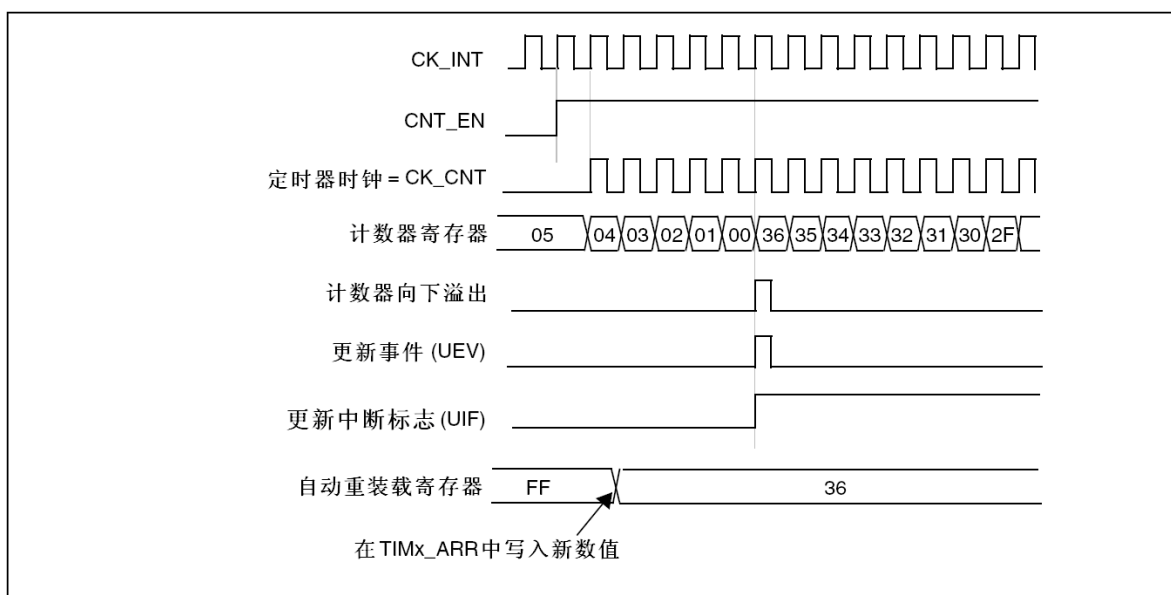 CK_INT
CNT_EN
定时器时钟 = CK_CNT
计数器寄存器 05 04 03 02 01 00 36 35 34 33 32 31 30 2F
计数器向下溢出
更新事件 (UEV)
更新中断标志 (UIF)
自动重装载寄存器 FF 36
在TIMx_ARR中写入新数值